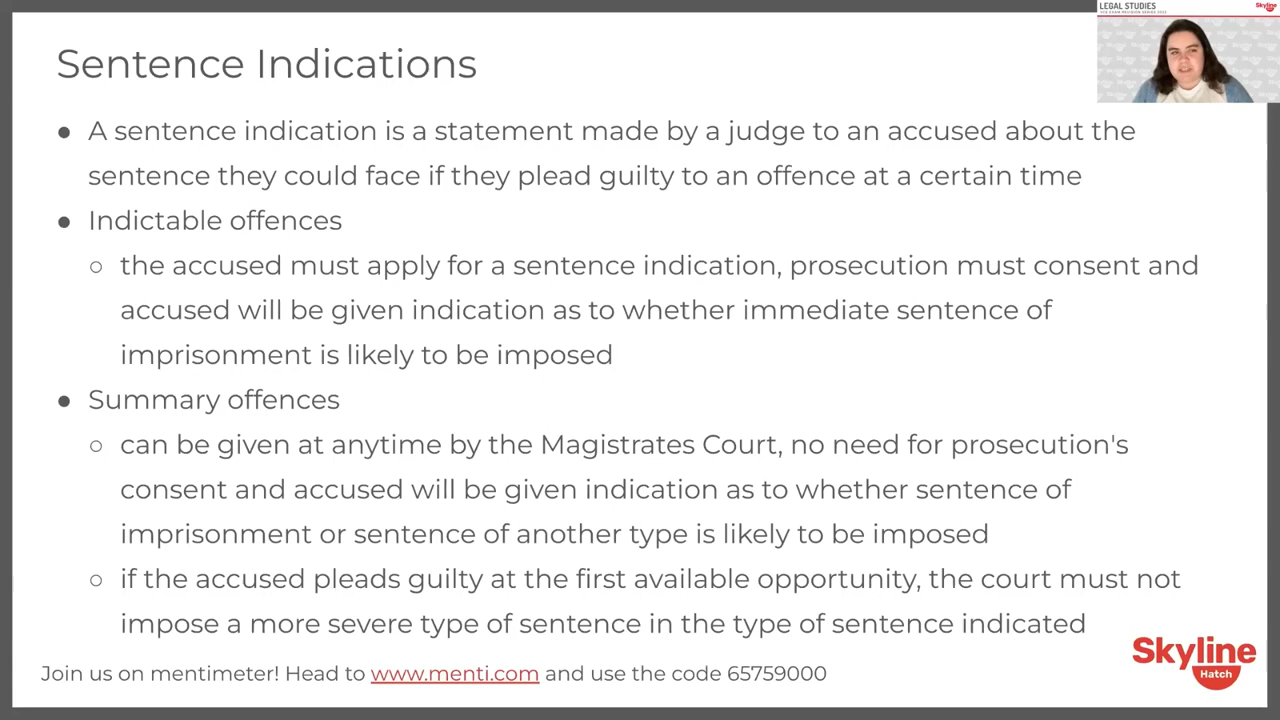 LEGAL STUDIES
VCE EXAM REVISION SERIES 2022
Skyline
Sentence Indications
● A sentence indication is a statement made by a judge to an accused about the
sentence they could face if they plead guilty to an offence at a certain time
● Indictable offences
○ the accused must apply for a sentence indication, prosecution must consent and
accused will be given indication as to whether immediate sentence of
imprisonment is likely to be imposed
● Summary offences
○ can be given at anytime by the Magistrates Court, no need for prosecution's
consent and accused will be given indication as to whether sentence of
imprisonment or sentence of another type is likely to be imposed
○ if the accused pleads guilty at the first available opportunity, the court must not
impose a more severe type of sentence in the type of sentence indicated
Join us on mentimeter! Head to www.menti.com and use the code 65759000
Skyline
Hatch